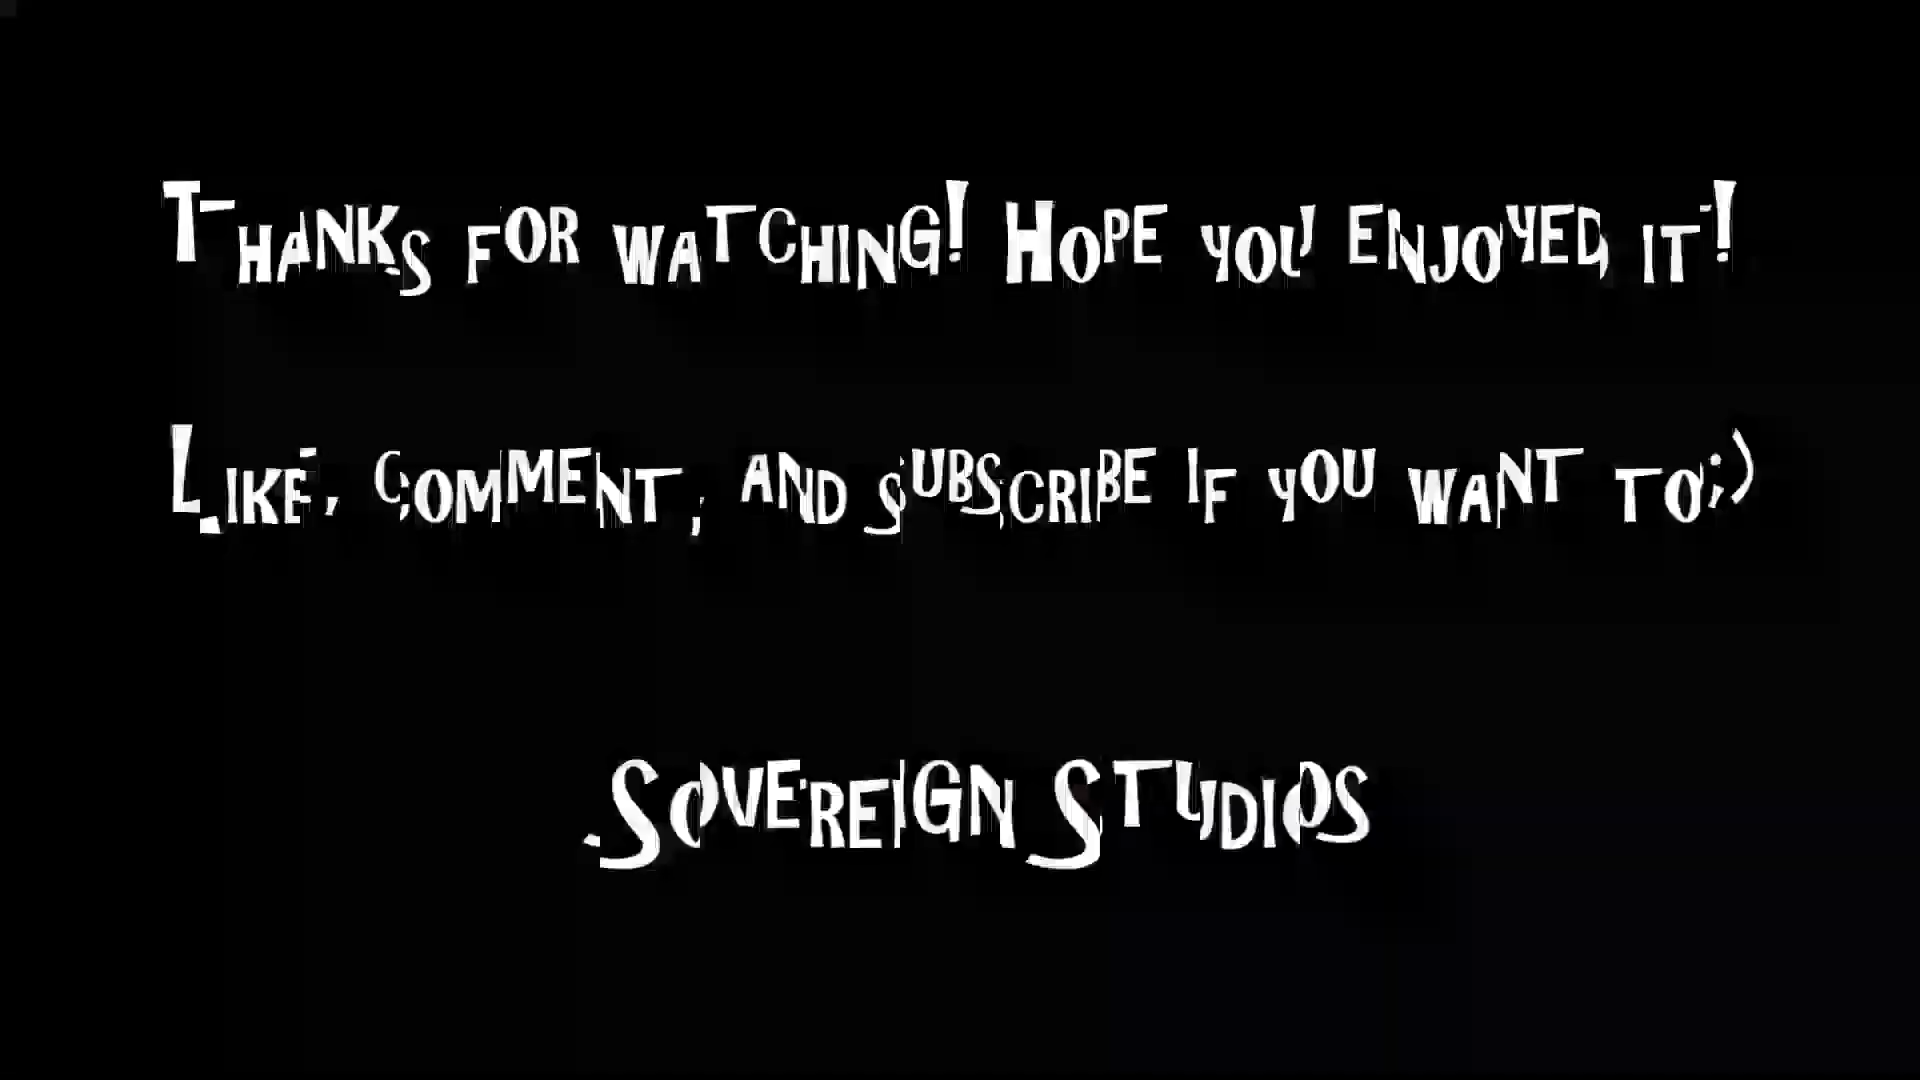 Thanks for watching! Hope you enjoyed it!
Like, comment, and subscribe if you want to;)
Sovereign Studios